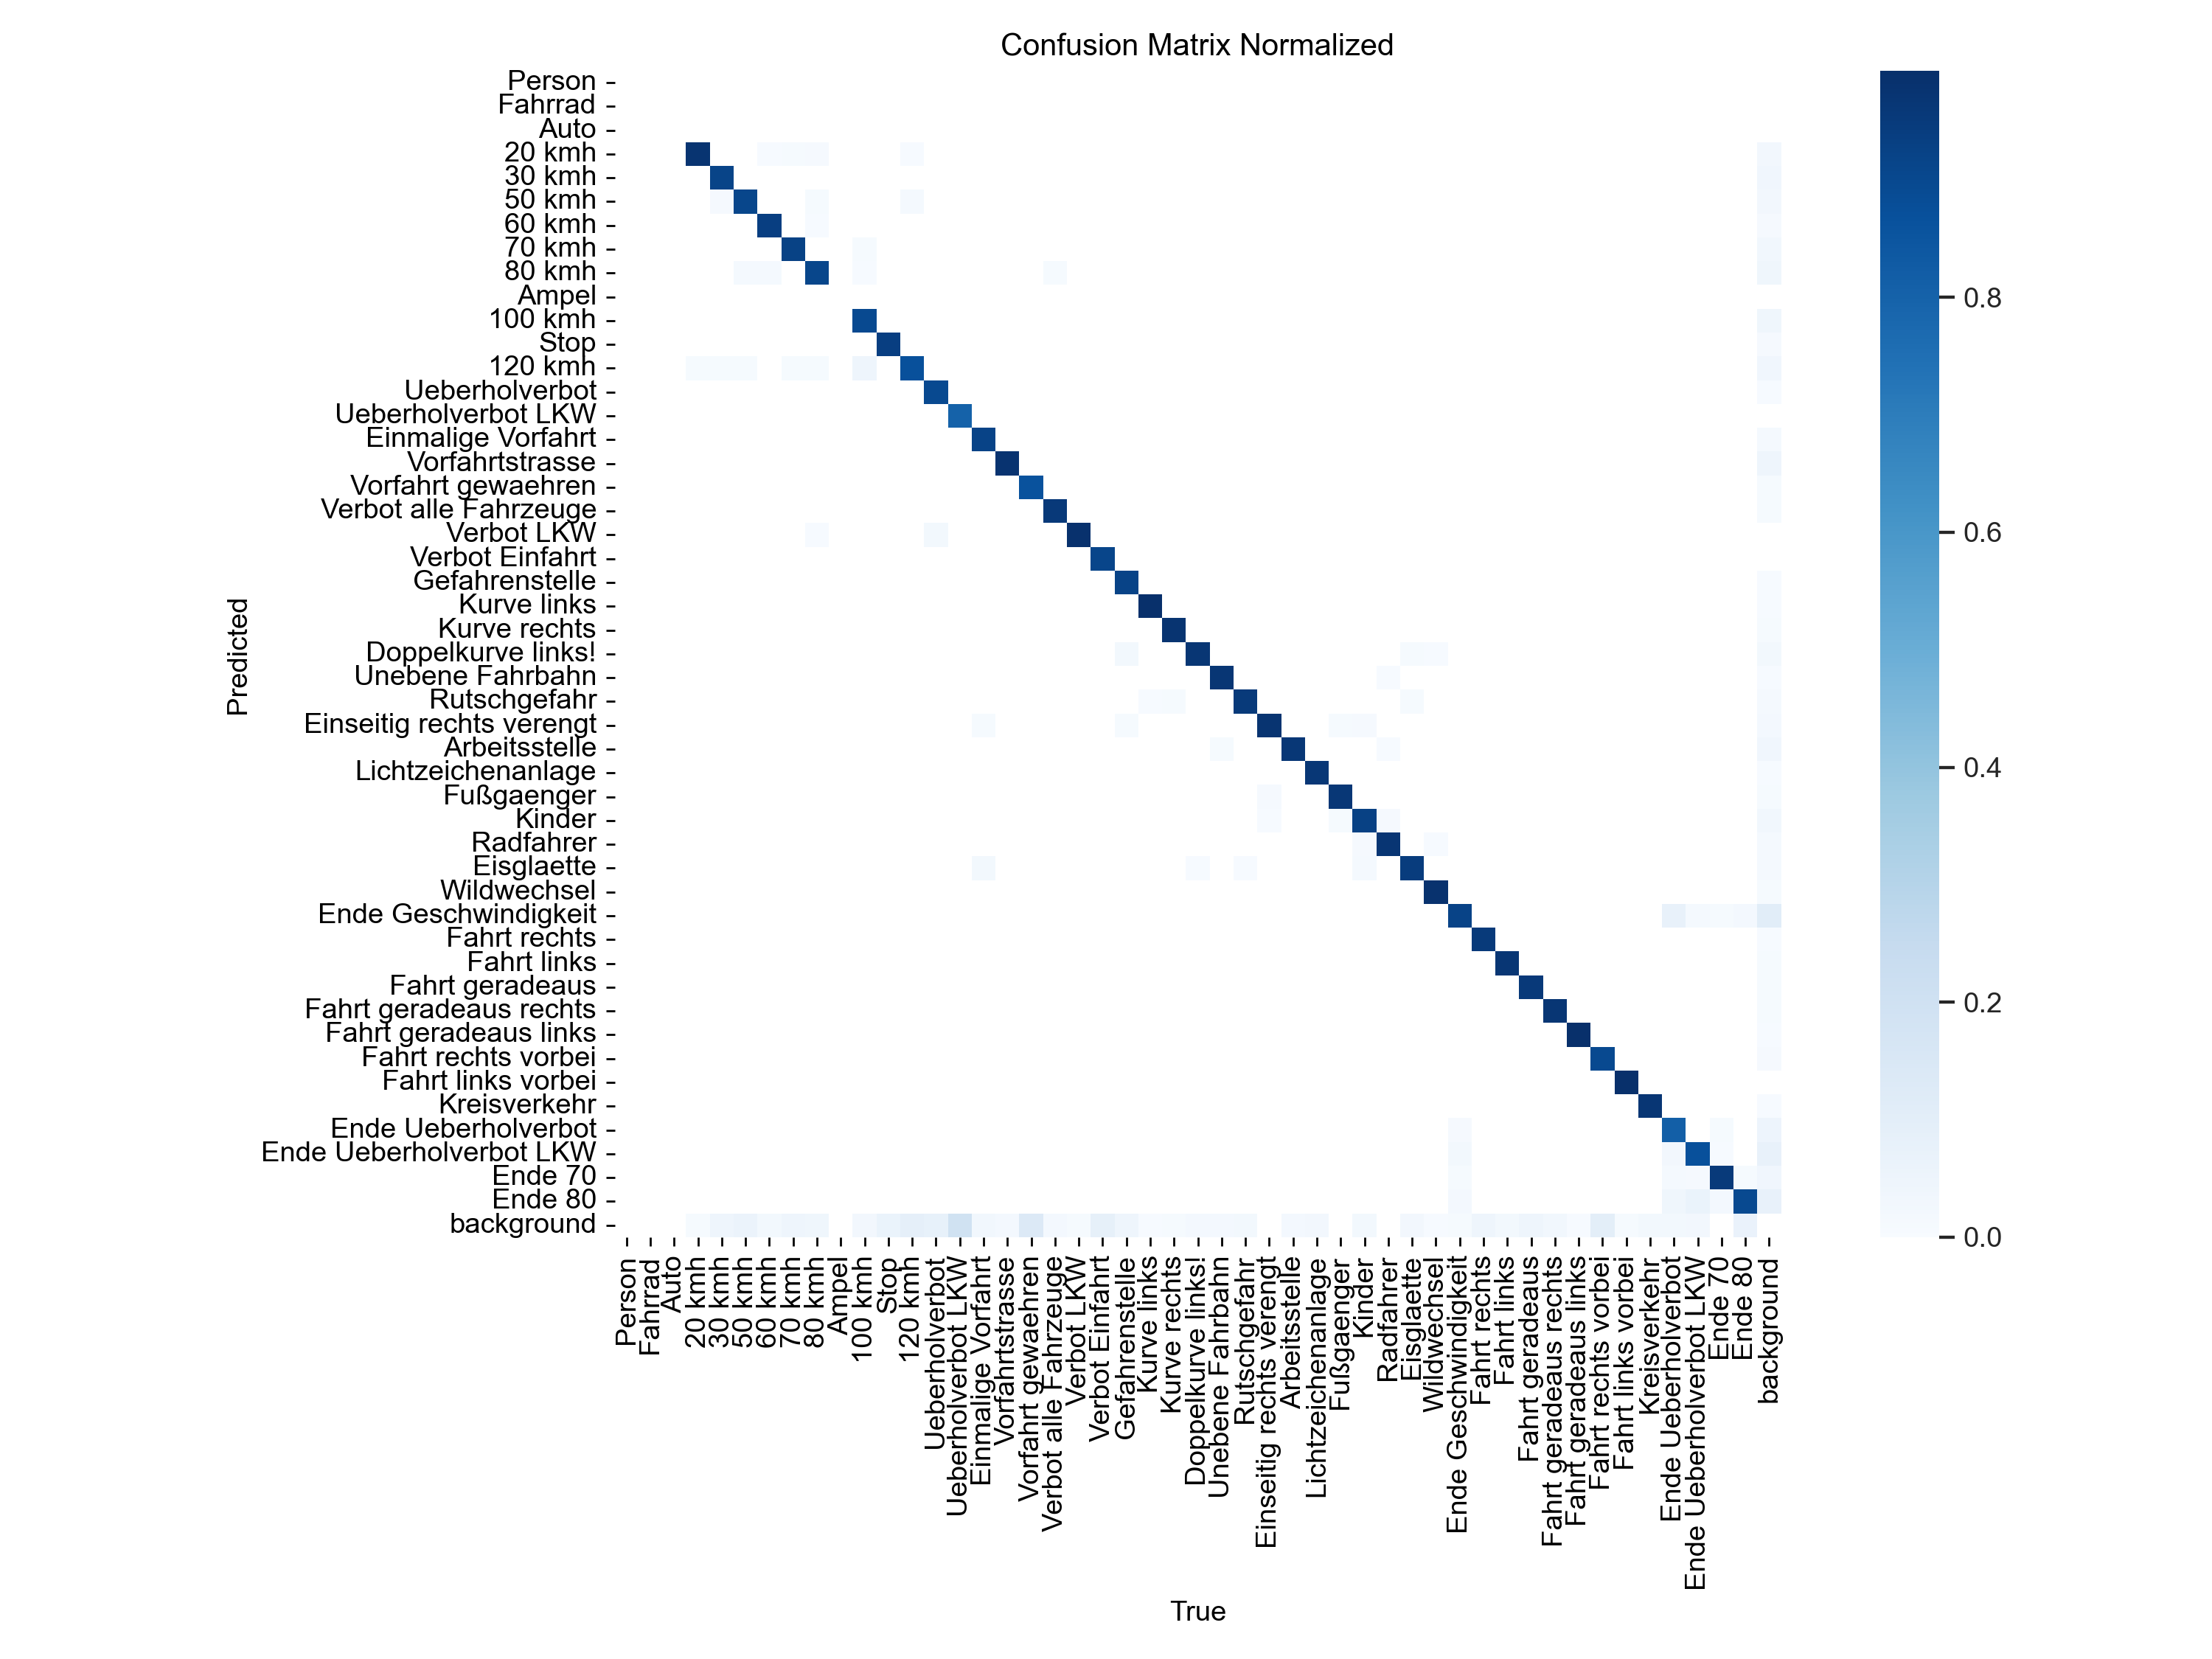 Confusion Matrix Normalized
Person
Fahrrad
Auto
20 kmh
30 kmh
50 kmh
60 kmh
70 kmh
80 kmh
Ampel
100 kmh
Stop
120 kmh
Ueberholverbot
Ueberholverbot LKW
Einmalige Vorfahrt
Vorfahrtstrasse
Vorfahrt gewaehren
Verbot alle Fahrzeuge
Verbot LKW
Verbot Einfahrt
Gefahrenstelle
Kurve links
Kurve rechts
Doppelkurve links!
Unebene Fahrbahn
Rutschgefahr
Einseitig rechts verengt
Arbeitsstelle
Lichtzeichenanlage
Fußgaenger
Kinder
Radfahrer
Eisglaette
Wildwechsel
Ende Geschwindigkeit
Fahrt rechts
Fahrt links
Fahrt geradeaus
Fahrt geradeaus rechts
Fahrt geradeaus links
Fahrt rechts vorbei
Fahrt links vorbei
Kreisverkehr
Ende Ueberholverbot
Ende Ueberholverbot LKW
Ende 70
Ende 80
background
Predicted
Person
Fahrrad
Auto
20 kmh
30 kmh
50 kmh
60 kmh
70 kmh
80 kmh
Ampel
100 kmh
Stop
120 kmh
Ueberholverbot
Ueberholverbot LKW
Einmalige Vorfahrt
Vorfahrtstrasse
Vorfahrt gewaehren
Verbot alle Fahrzeuge
Verbot LKW
Verbot Einfahrt
Gefahrenstelle
Kurve links
Kurve rechts
Doppelkurve links!
Unebene Fahrbahn
Rutschgefahr
Einseitig rechts verengt
Arbeitsstelle
Lichtzeichenanlage
Fußgaenger
Kinder
Radfahrer
Eisglaette
Wildwechsel
Ende Geschwindigkeit
Fahrt rechts
Fahrt links
Fahrt geradeaus
Fahrt geradeaus rechts
Fahrt geradeaus links
Fahrt rechts vorbei
Fahrt links vorbei
Kreisverkehr
Ende Ueberholverbot
Ende Ueberholverbot LKW
Ende 70
Ende 80
background
True
0.8
0.6
0.4
0.2
0.0